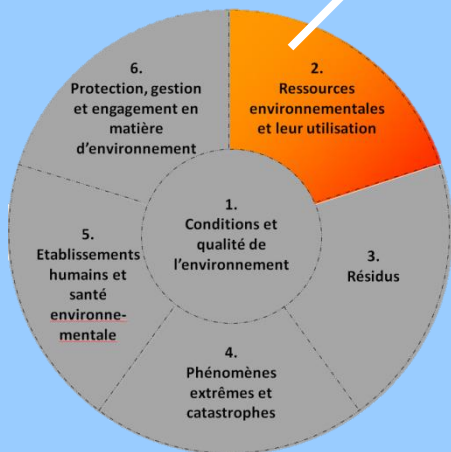 1.
Conditions et
qualité de
l'environnement
2.
Ressources
environnementales
et leur utilisation
3.
Résidus
4.
Phénomènes
extrêmes et
catastrophes
5.
Etablissements
humains et
santé
environne-
mentale
6.
Protection, gestion
et engagement en
matière
d'environnement